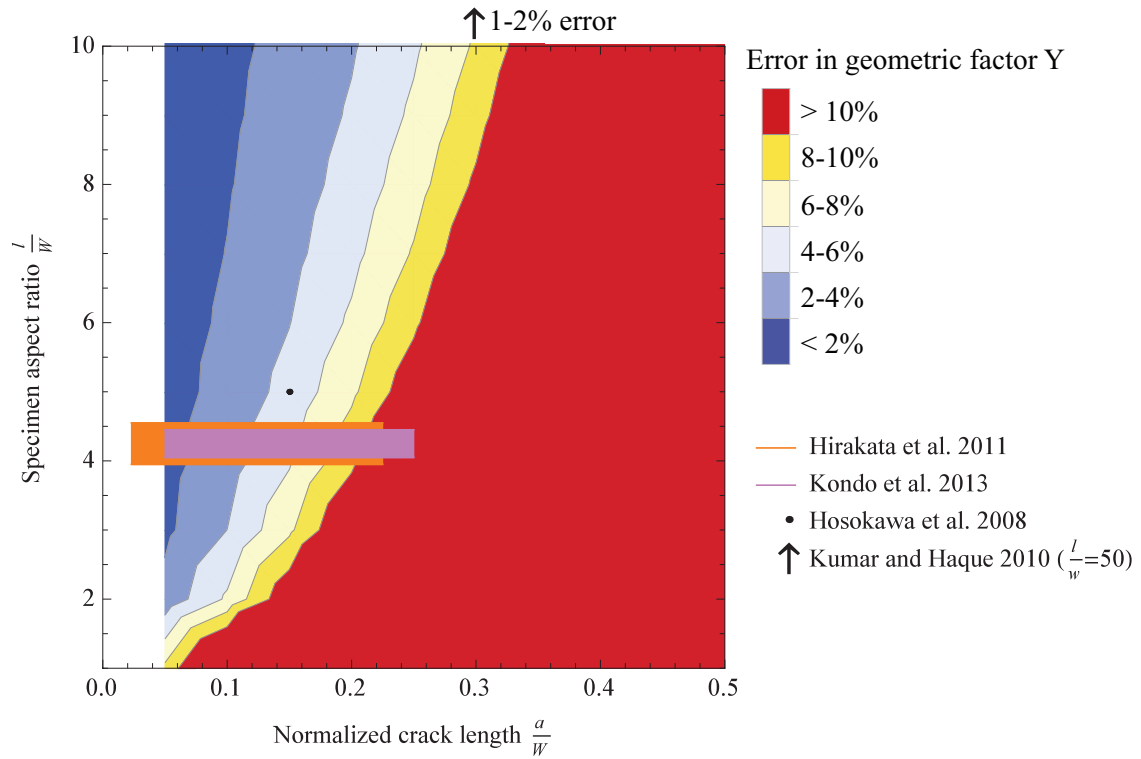 ↑ 1-2% error
10
8
6
4
2
Specimen aspect ratio l/W
0.0 0.1 0.2 0.3 0.4 0.5
Normalized crack length a/W
Error in geometric factor Y
> 10%
8-10%
6-8%
4-6%
2-4%
< 2%
Hirakata et al. 2011
Kondo et al. 2013
Hosokawa et al. 2008
↑ Kumar and Haque 2010 (l/w=50)